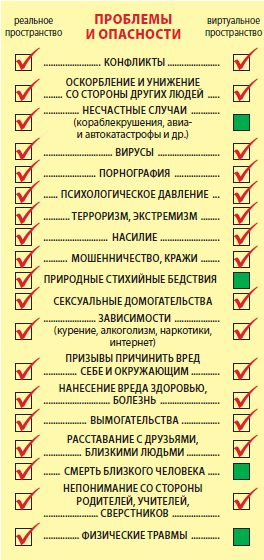 реальное пространство
ПРОБЛЕМЫ И ОПАСНОСТИ
виртуальное пространство
КОНФЛИКТЫ
ОСКОРБЛЕНИЕ И УНИЖЕНИЕ
СО СТОРОНЫ ДРУГИХ ЛЮДЕЙ
НЕСЧАСТНЫЕ СЛУЧАИ
(кораблекрушения, авиа-
и автокатастрофы и др.)
ВИРУСЫ
ПОРНОГРАФИЯ
ПСИХОЛОГИЧЕСКОЕ ДАВЛЕНИЕ
ТЕРРОРИЗМ, ЭКСТРЕМИЗМ
НАСИЛИЕ
МОШЕННИЧЕСТВО, КРАЖИ
ПРИРОДНЫЕ СТИХИЙНЫЕ БЕДСТВИЯ
СЕКСУАЛЬНЫЕ ДОМОГАТЕЛЬСТВА
ЗАВИСИМОСТИ
(курение, алкоголизм, наркотики,
интернет)
ПРИЗЫВЫ ПРИЧИНИТЬ ВРЕД
СЕБЕ И ОКРУЖАЮЩИМ
НАНЕСЕНИЕ ВРЕДА ЗДОРОВЬЮ,
БОЛЕЗНЬ
ВЫМОГАТЕЛЬСТВА
РАССТАВАНИЕ С ДРУЗЬЯМИ,
БЛИЗКИМИ ЛЮДЬМИ
СМЕРТЬ БЛИЗКОГО ЧЕЛОВЕКА
НЕПОНИМАНИЕ СО СТОРОНЫ
РОДИТЕЛЕЙ, УЧИТЕЛЕЙ,
СВЕРСТНИКОВ
ФИЗИЧЕСКИЕ ТРАВМЫ